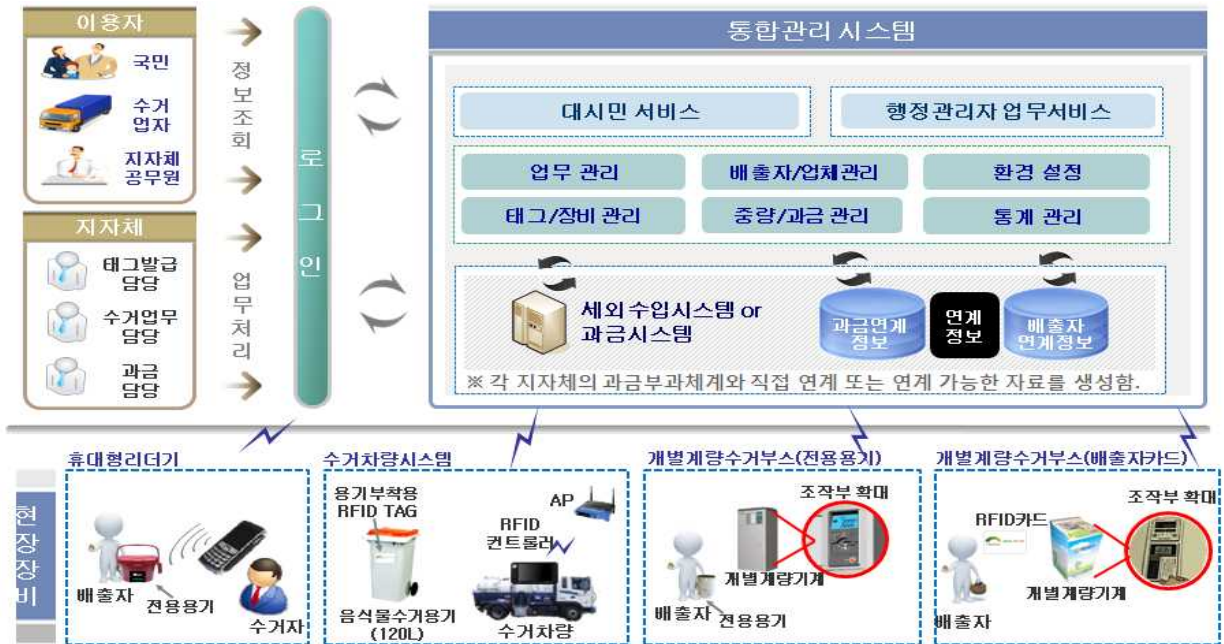 이용자
국민
수거
업자
지자체
공무원
지자체
태그발급
담당
수거업무
담당
과금
담당
정보조회
업무처리
로그인
통합관리 시스템
대시민 서비스
행정관리자 업무서비스
업무 관리
배출자/업체관리
환경 설정
태그/장비 관리
중량/과금 관리
통계 관리
세외수입시스템 or
과금시스템
과금연계
정보
연계
정보
배출자
연계정보
※ 각 지자체의 과금부과체계와 직접 연계 또는 연계 가능한 자료를 생성함.
현장장비
휴대형리더기
배출자
전용용기
수거자
수거차량시스템
용기부착용
RFID TAG
AP
RFID
컨트롤러
음식물수거용기
(120L)
수거차량
개별계량수거부스(전용용기)
조작부 확대
개별계량기계
배출자
전용용기
개별계량수거부스(배출자카드)
조작부 확대
RFID카드
개별계량기계
배출자